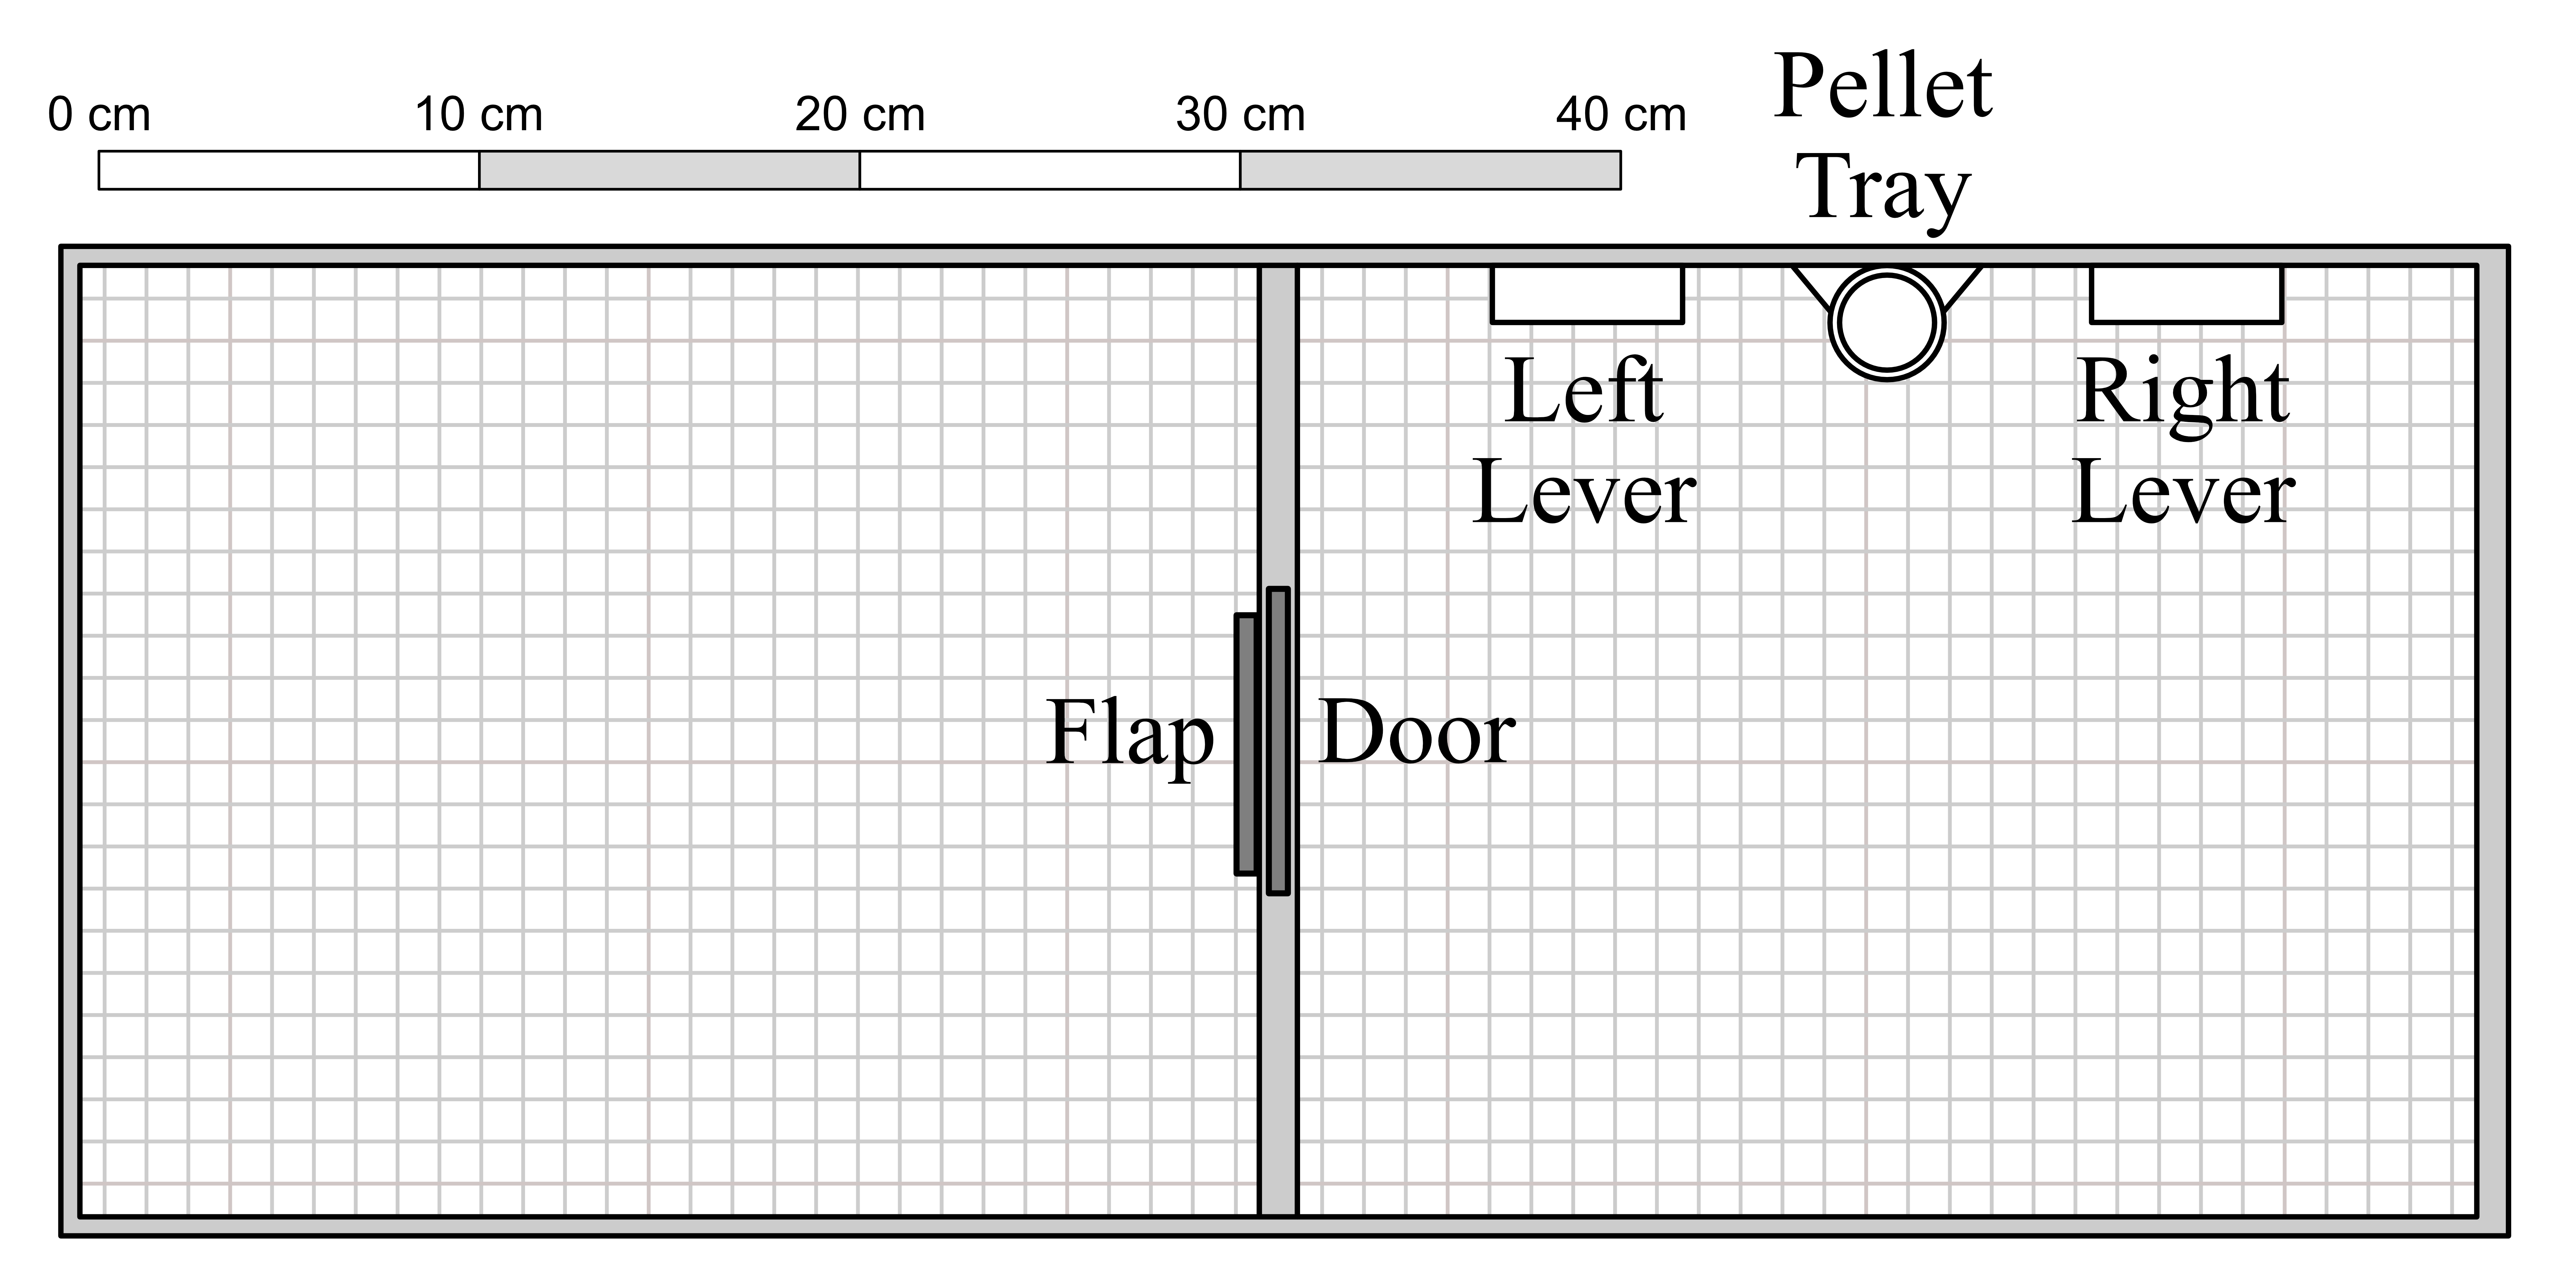 Pellet
Tray
0 cm 10 cm 20 cm 30 cm 40 cm
Left
Lever
Right
Lever
Flap
Door